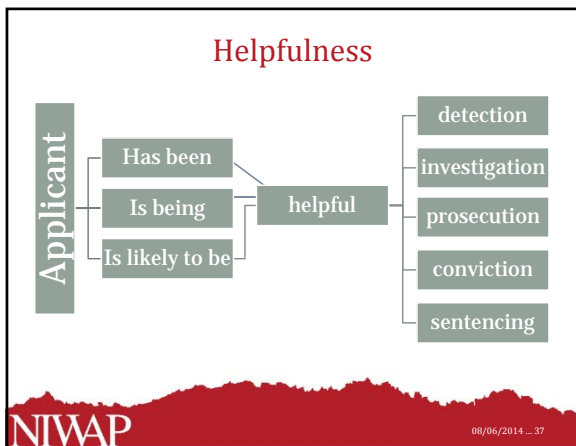 Helpfulness
Applicant
Has been
Is being
Is likely to be
helpful
detection
investigation
prosecution
conviction
sentencing
NIWAP
08/06/2014 ... 37